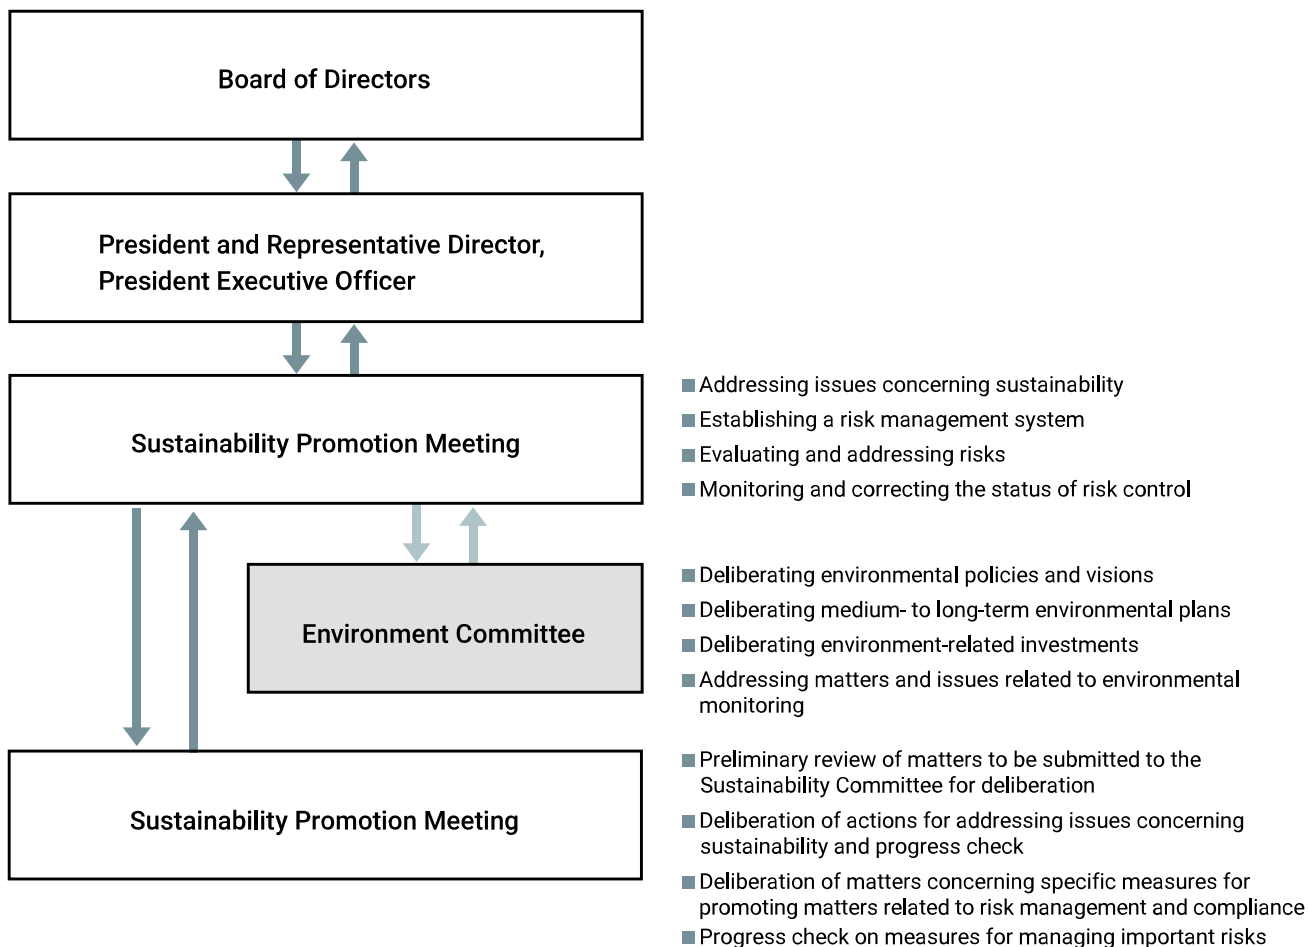 Board of Directors
President and Representative Director,
President Executive Officer
Sustainability Promotion Meeting
Addressing issues concerning sustainability
Establishing a risk management system
Evaluating and addressing risks
Monitoring and correcting the status of risk control
Environment Committee
Deliberating environmental policies and visions
Deliberating medium- to long-term environmental plans
Deliberating environment-related investments
Addressing matters and issues related to environmental
monitoring
Sustainability Promotion Meeting
Preliminary review of matters to be submitted to the
Sustainability Committee for deliberation
Deliberation of actions for addressing issues concerning
sustainability and progress check
Deliberation of matters concerning specific measures for
promoting matters related to risk management and compliance
Progress check on measures for managing important risks